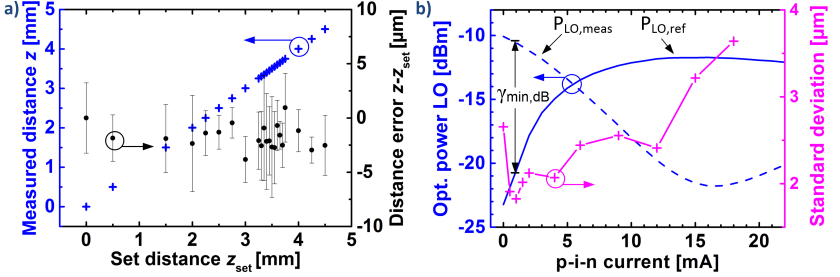 a)
Measured distance z [mm]
5
4
3
2
1
0
0 1 2 3 4 5
Set distance z_set [mm]
10
5
0
-5
-10
Distance error z-z_set [µm]
b)
Opt. power LO [dBm]
-10
-15
-20
-25
0 5 10 15 20
p-i-n current [mA]
4
3
2
Standard deviation [µm]
P_LO,meas
P_LO,ref
γ_min,dB